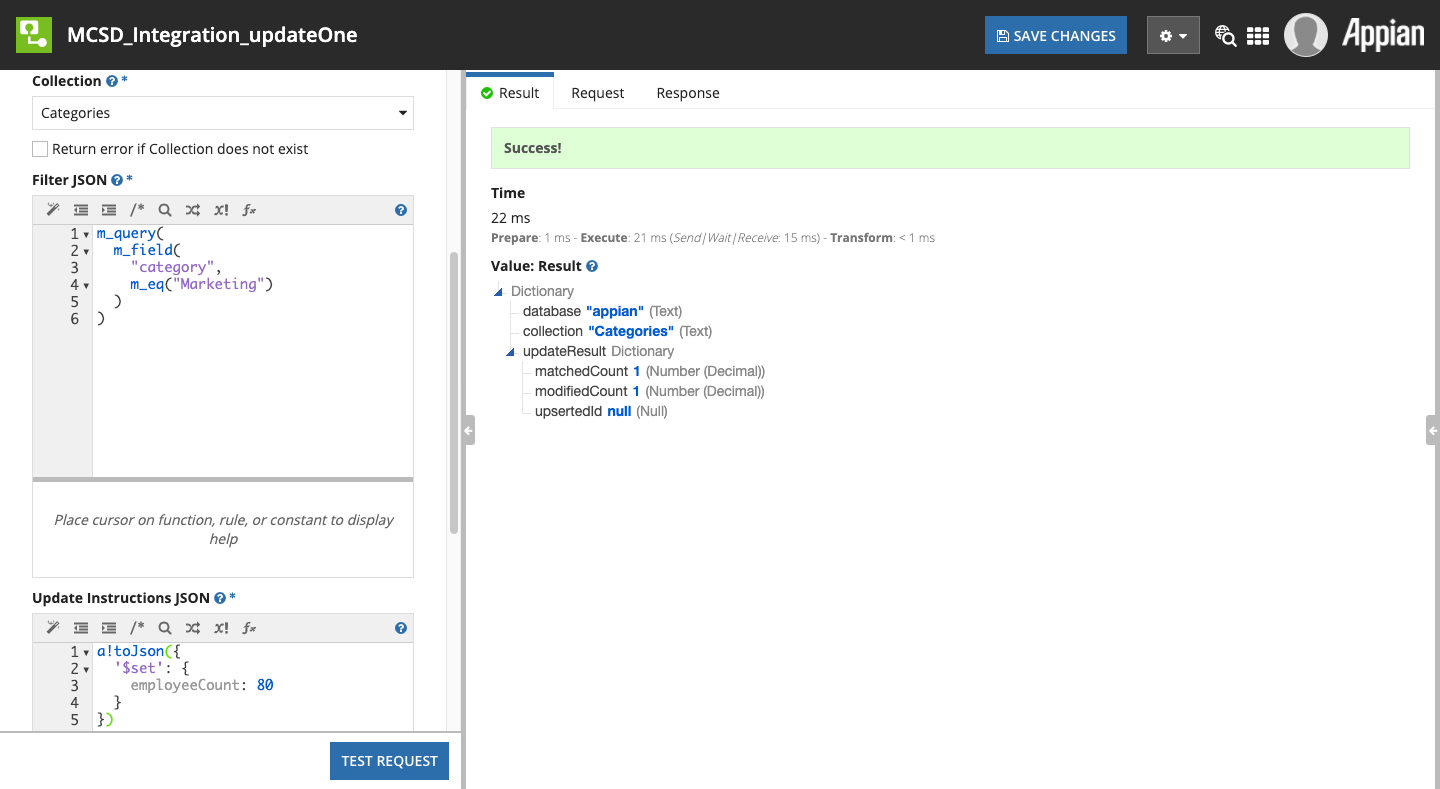 MCSD_Integration_updateOne
SAVE CHANGES
Appian
Collection *
Categories
Return error if Collection does not exist
Filter JSON *
/*
x!
1 m_query(
2 m_field(
3 "category",
4 m_eq("Marketing")
5 )
6 )
Place cursor on function, rule, or constant to display
help
Update Instructions JSON *
/*
x!
1 a!toJson({
2 '$set': {
3 employeeCount: 80
4 }
5 })
TEST REQUEST
Result Request Response
Success!
Time
22 ms
Prepare: 1 ms - Execute: 21 ms (Send|Wait|Receive: 15 ms) - Transform: < 1 ms
Value: Result
Dictionary
database "appian" (Text)
collection "Categories" (Text)
updateResult Dictionary
matchedCount 1 (Number (Decimal))
modifiedCount 1 (Number (Decimal))
upsertedId null (Null)